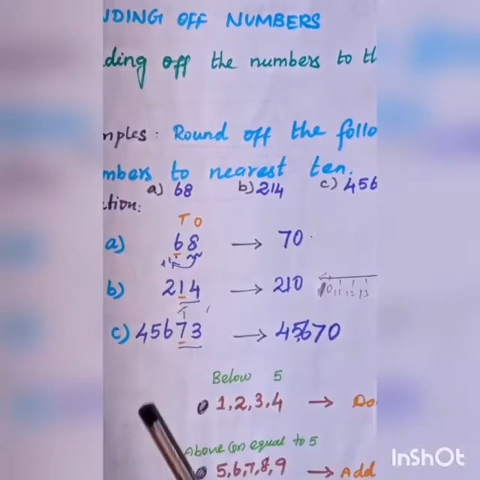 NDING OFF NUMBERS
ding off the numbers to th
mples: Round off the follo
mbers to nearest ten.
a) 68 b) 214 c) 456
tion:
T O
a) 68 → 70
b) 214 → 210
c) 45673 → 45670
Below 5
1,2,3,4 → Do
Above (or) equal to 5
5,6,7,8,9 → Add
InShOt